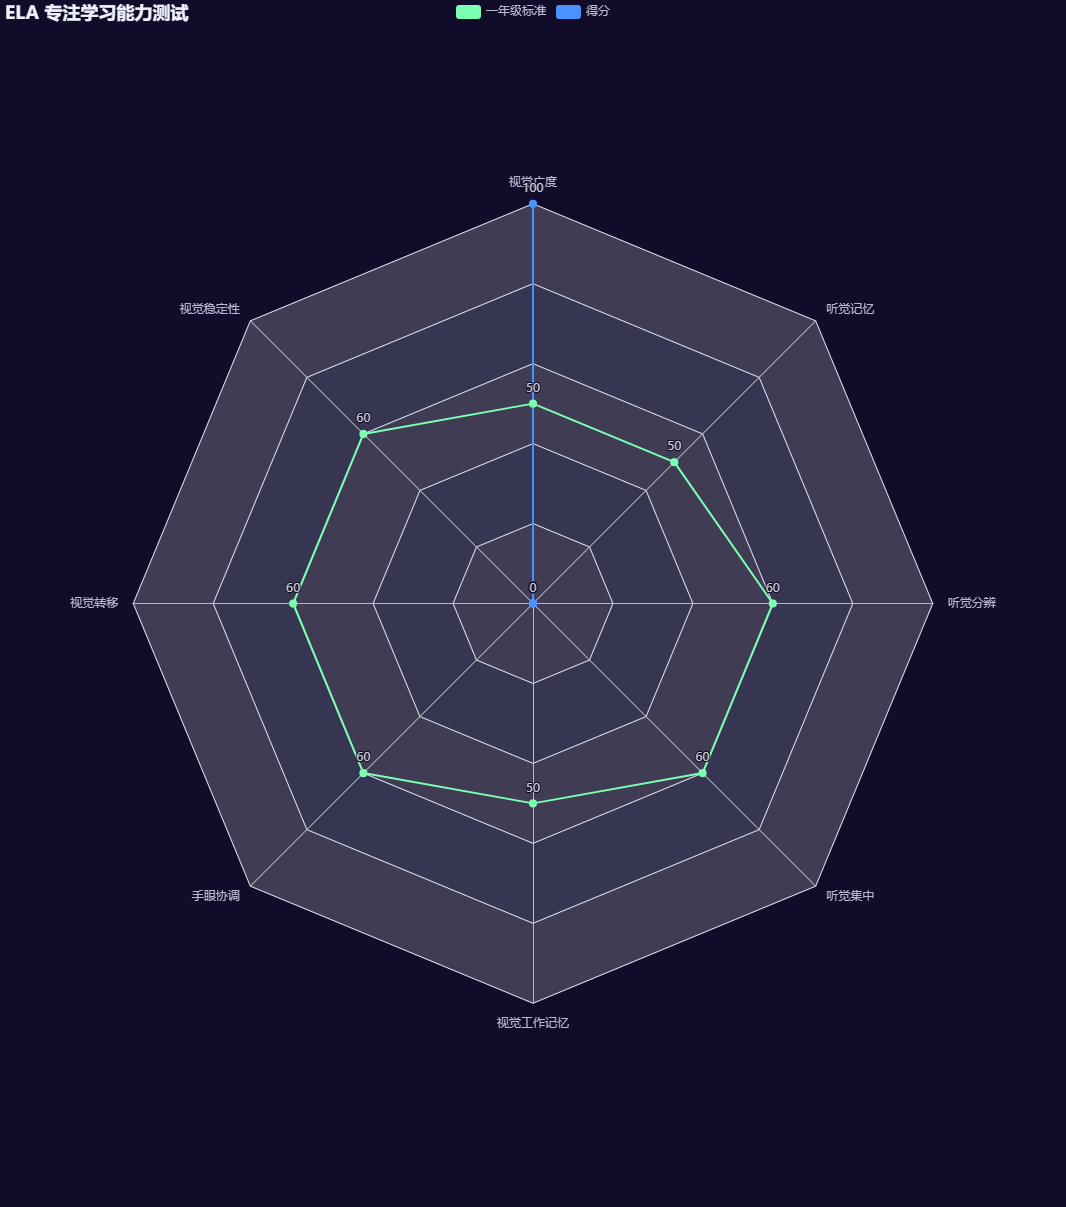 ELA 专注学习能力测试
一年级标准
得分
视觉广度
100
视觉稳定性
听觉记忆
50
60
50
视觉转移
60
0
60
听觉分辨
60
50
60
手眼协调
听觉集中
视觉工作记忆